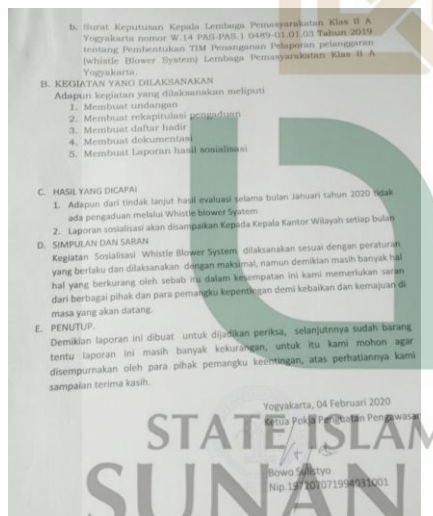 b. Surat Keputusan Kepala Lembaga Pemasyarakatan Klas II A
Yogyakarta nomor W.14 PAS-PAS.1 0489-01.01.03 Tahun 2019
tentang Pembentukan TIM Penanganan Pelaporan pelanggaran
(whistle Blower System) Lembaga Pemasyarakatan Klas II A
Yogyakarta.
B. KEGIATAN YANG DILAKSANAKAN
Adapun kegiatan yang dilaksanakan meliputi
1. Membuat undangan
2. Membuat rekapitulasi pengaduan
3. Membuat daftar hadir
4. Membuat dokumentasi
5. Membuat Laporan hasil sosialisasi
C. HASIL YANG DICAPAI
1. Adapun dari tindak lanjut hasil evaluasi selama bulan Januari tahun 2020 tidak
ada pengaduan melalui Whistle blower Syatem
2. Laporan sosialisasi akan disampaikan Kepada Kepala Kantor Wilayah setiap bulan
D. SIMPULAN DAN SARAN
Kegiatan Sosialisasi Whistle Blower System dilaksanakan sesuai dengan peraturan
yang berlaku dan dilaksanakan dengan maksimal, namun demikian masih banyak hal
hal yang berkurang oleh sebab itu dalam kesempatan ini kami memerlukan saran
dari berbagai pihak dan para pemangku kepentingan demi kebaikan dan kemajuan di
masa yang akan datang.
E. PENUTUP.
Demikian laporan ini dibuat untuk dijadikan periksa, selanjutnnya sudah barang
tentu laporan ini masih banyak kekurangan, untuk itu kami mohon agar
disempurnakan oleh para pihak pemangku keentingan, atas perhatiannya kami
sampaian terima kasih.
Yogyakarta, 04 Februari 2020
Ketua Pokja Penguatan Pengawasan
Bowo Sulistyo
Nip.197207071994031001
STATE ISLAM
SUNAN